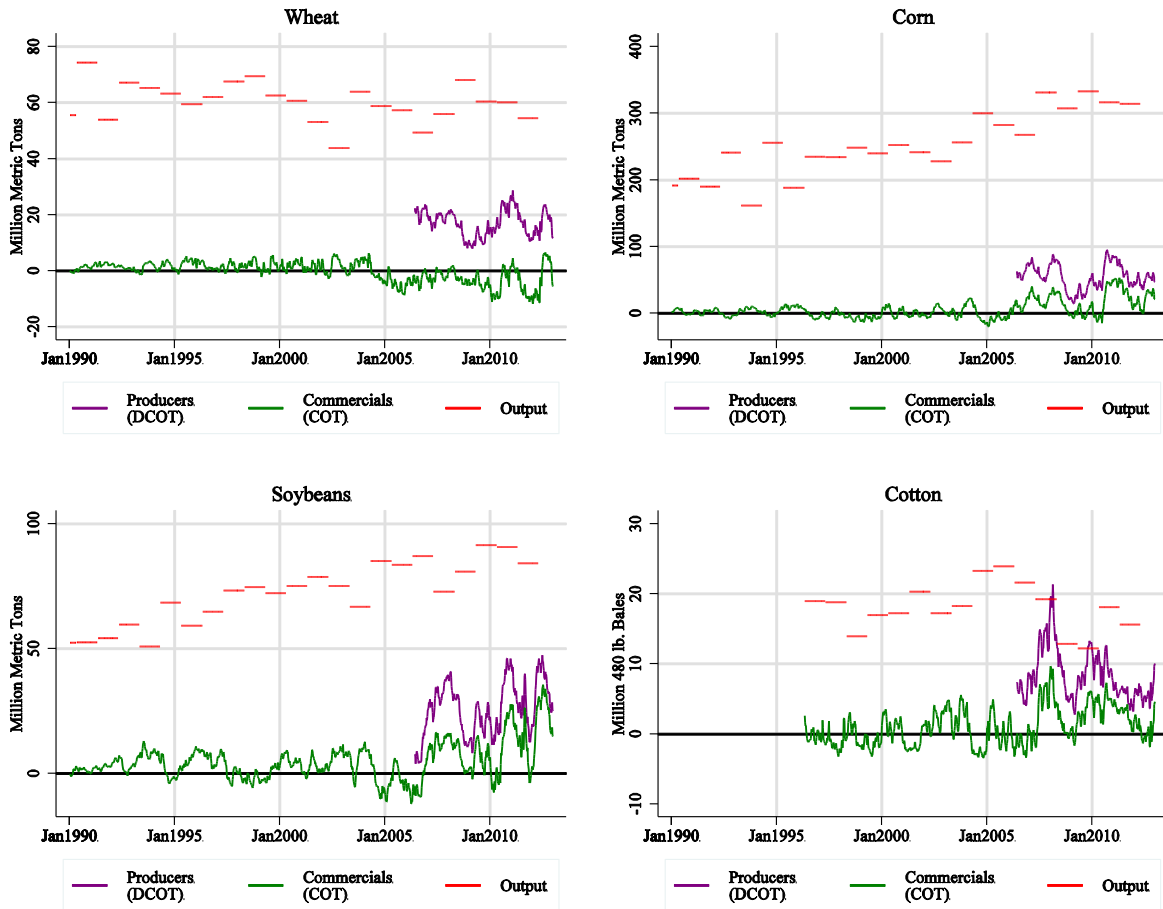 Wheat
Million Metric Tons
80
60
40
20
0
-20
Jan1990
Jan1995
Jan2000
Jan2005
Jan2010
Producers
(DCOT)
Commercials
(COT)
Output
Corn
Million Metric Tons
400
300
200
100
0
Jan1990
Jan1995
Jan2000
Jan2005
Jan2010
Producers
(DCOT)
Commercials
(COT)
Output
Soybeans
Million Metric Tons
100
50
0
Jan1990
Jan1995
Jan2000
Jan2005
Jan2010
Producers
(DCOT)
Commercials
(COT)
Output
Cotton
Million 480 lb. Bales
30
20
10
0
-10
Jan1990
Jan1995
Jan2000
Jan2005
Jan2010
Producers
(DCOT)
Commercials
(COT)
Output